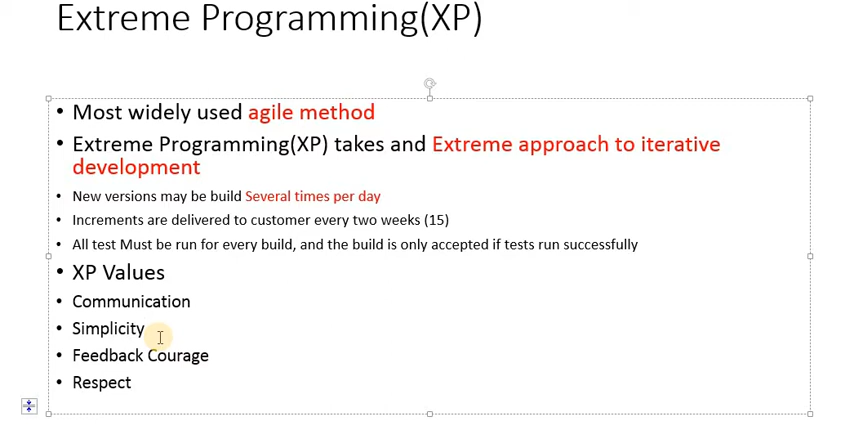 Extreme Programming(XP)
• Most widely used agile method
• Extreme Programming(XP) takes and Extreme approach to iterative
development
• New versions may be build Several times per day
• Increments are delivered to customer every two weeks (15)
• All test Must be run for every build, and the build is only accepted if tests run successfully
• XP Values
• Communication
• Simplicity
• Feedback Courage
• Respect